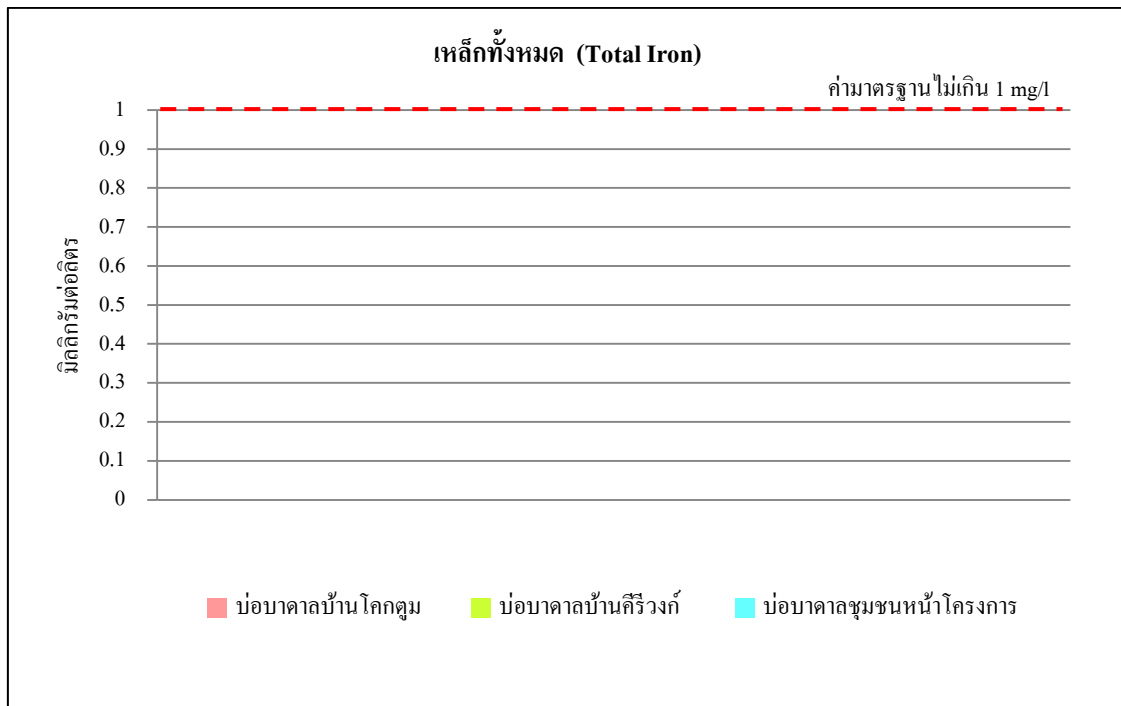 เหล็กทั้งหมด (Total Iron)
ค่ามาตรฐานไม่เกิน 1 mg/l
มิลลิกรัมต่อลิตร
1
0.9
0.8
0.7
0.6
0.5
0.4
0.3
0.2
0.1
0
บ่อบาดาลบ้านโคกตูม บ่อบาดาลบ้านคีรีวงก์ บ่อบาดาลชุมชนหน้าโครงการ